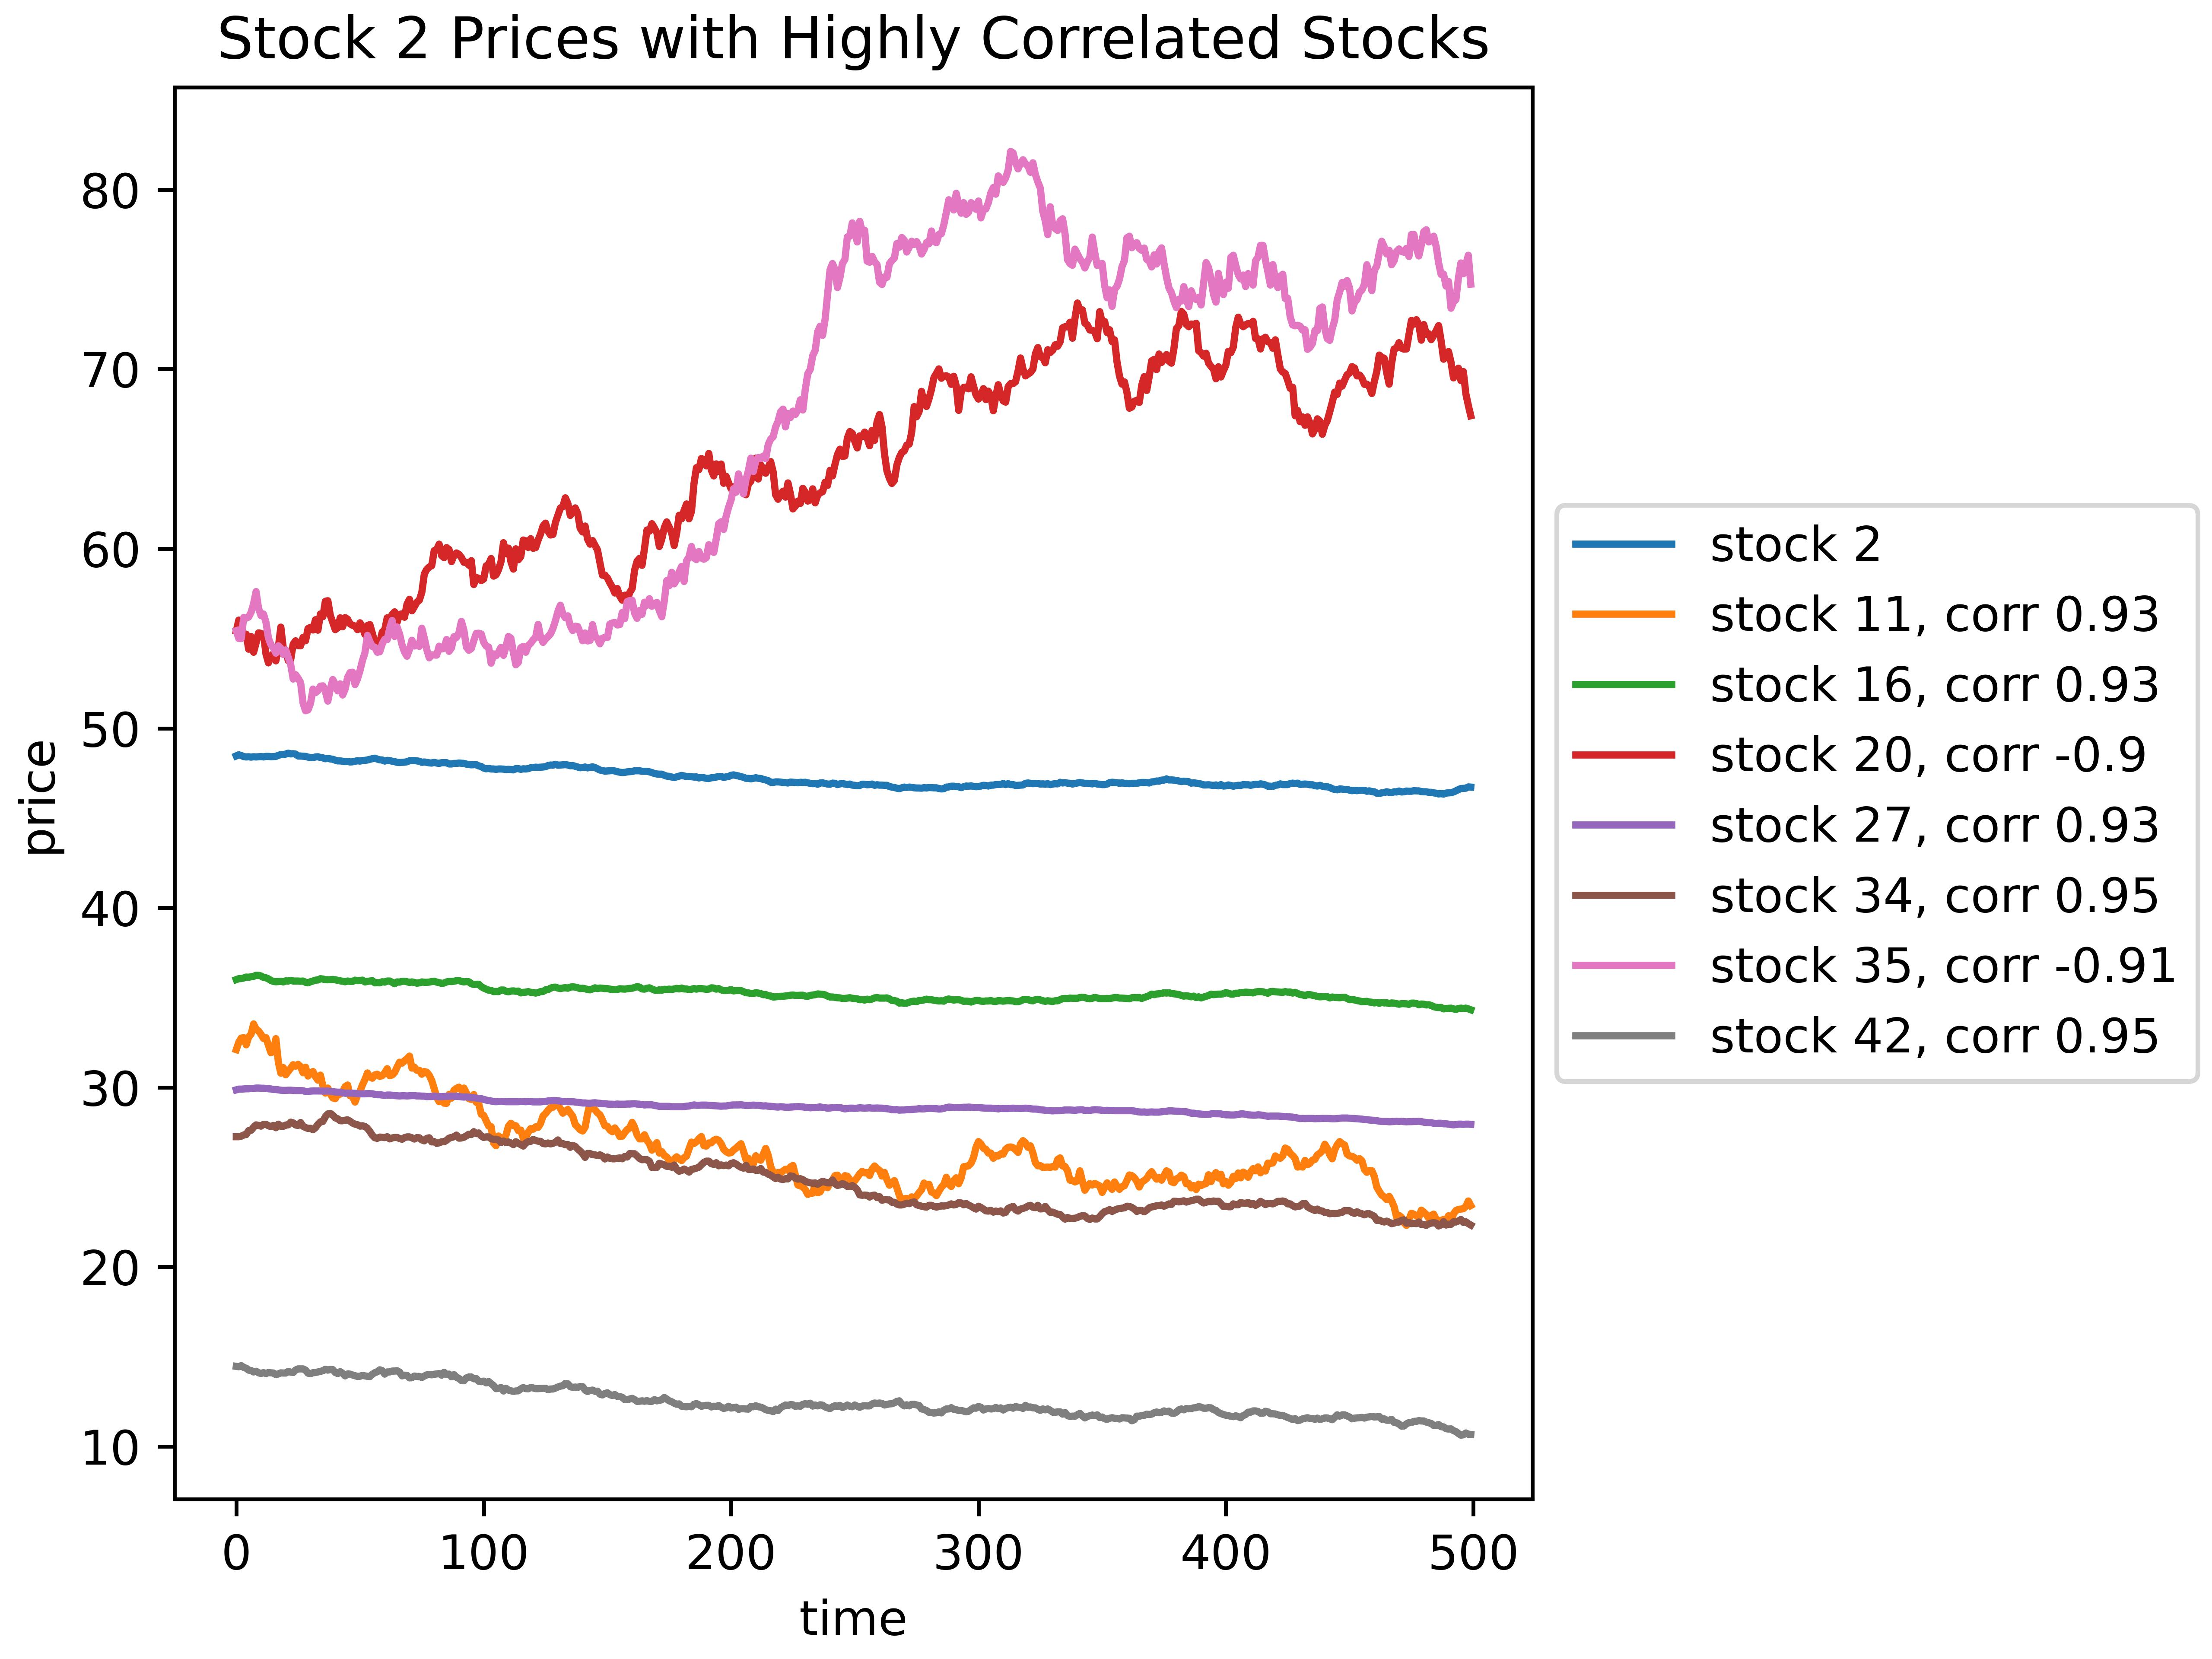 Stock 2 Prices with Highly Correlated Stocks
price
80
70
60
50
40
30
20
10
0 100 200 300 400 500
time
stock 2
stock 11, corr 0.93
stock 16, corr 0.93
stock 20, corr -0.9
stock 27, corr 0.93
stock 34, corr 0.95
stock 35, corr -0.91
stock 42, corr 0.95